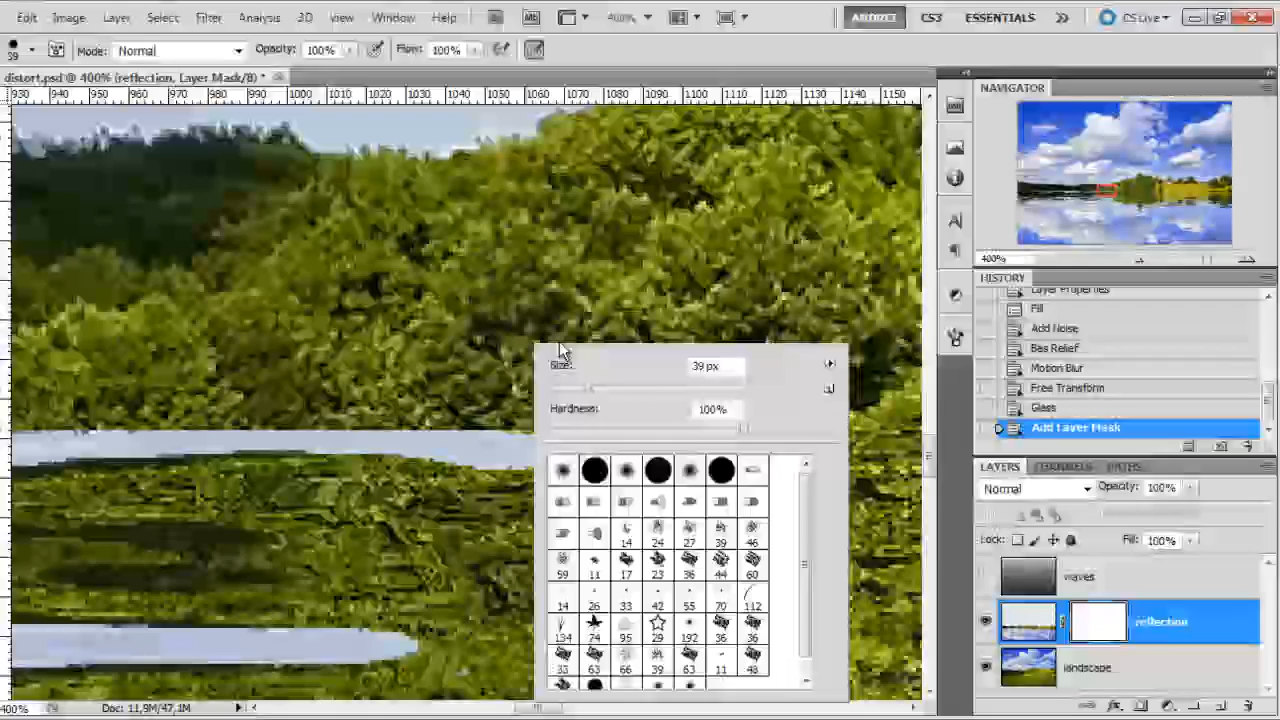 Edit Image Layer Select Filter Analysis 3D View Window Help Mb 400% CS3 ESSENTIALS CS Live
39 Mode: Normal Opacity: 100% Flow: 100%
distort.psd @ 400% (reflection, Layer Mask/8) *
930 940 950 960 970 980 990 1000 1010 1020 1030 1040 1050 1060 1070 1080 1090 1100 1110 1120 1130 1140 1150
NAVIGATOR
400%
HISTORY
Layer Properties
Fill
Add Noise
Bas Relief
Motion Blur
Free Transform
Glass
Add Layer Mask
Size: 39 px
Hardness: 100%
14 24 27 39 46
59 11 17 23 36 44 60
14 26 33 42 55 70 112
134 74 95 29 192 36 36
33 63 66 39 63 11 48
LAYERS CHANNELS PATHS
Normal Opacity: 100%
Lock: Fill: 100%
waves
reflection
landscape
400% Doc: 11,9M/47,1M